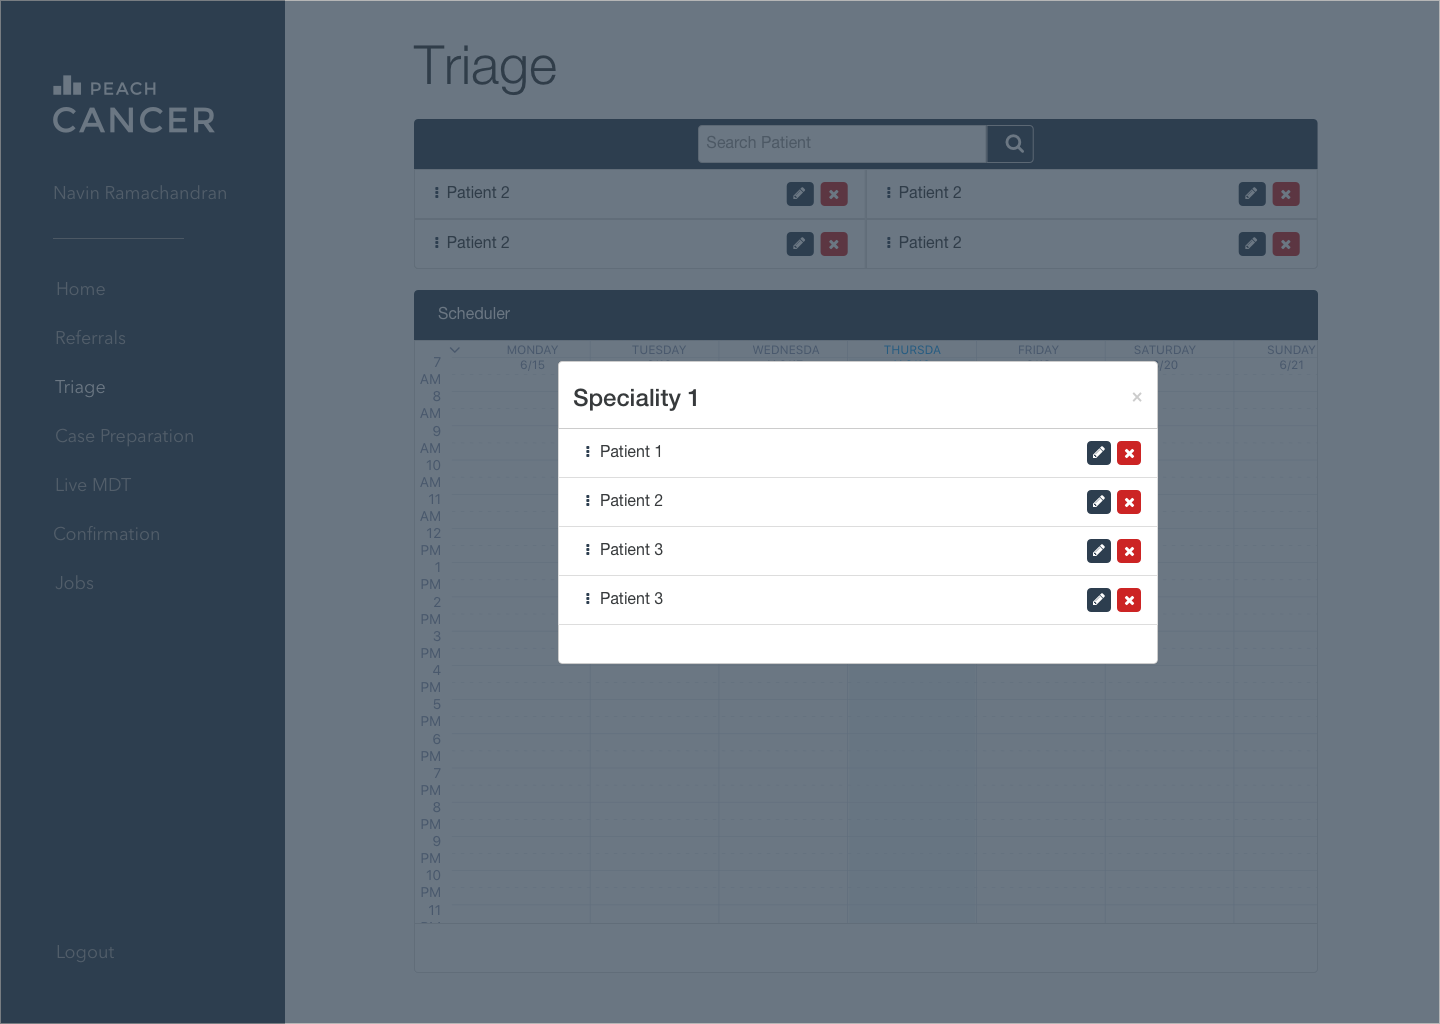 PEACH
CANCER
Navin Ramachandran
Home
Referrals
Triage
Case Preparation
Live MDT
Confirmation
Jobs
Logout
Triage
Search Patient
Patient 2
Patient 2
Patient 2
Patient 2
Scheduler
MONDAY TUESDAY WEDNESDA THURSDA FRIDAY SATURDAY SUNDAY
6/15 /20 6/21
7
AM
8
AM
9
AM
10
AM
11
AM
12
PM
1
PM
2
PM
3
PM
4
PM
5
PM
6
PM
7
PM
8
PM
9
PM
10
PM
11
Speciality 1
×
Patient 1
Patient 2
Patient 3
Patient 3